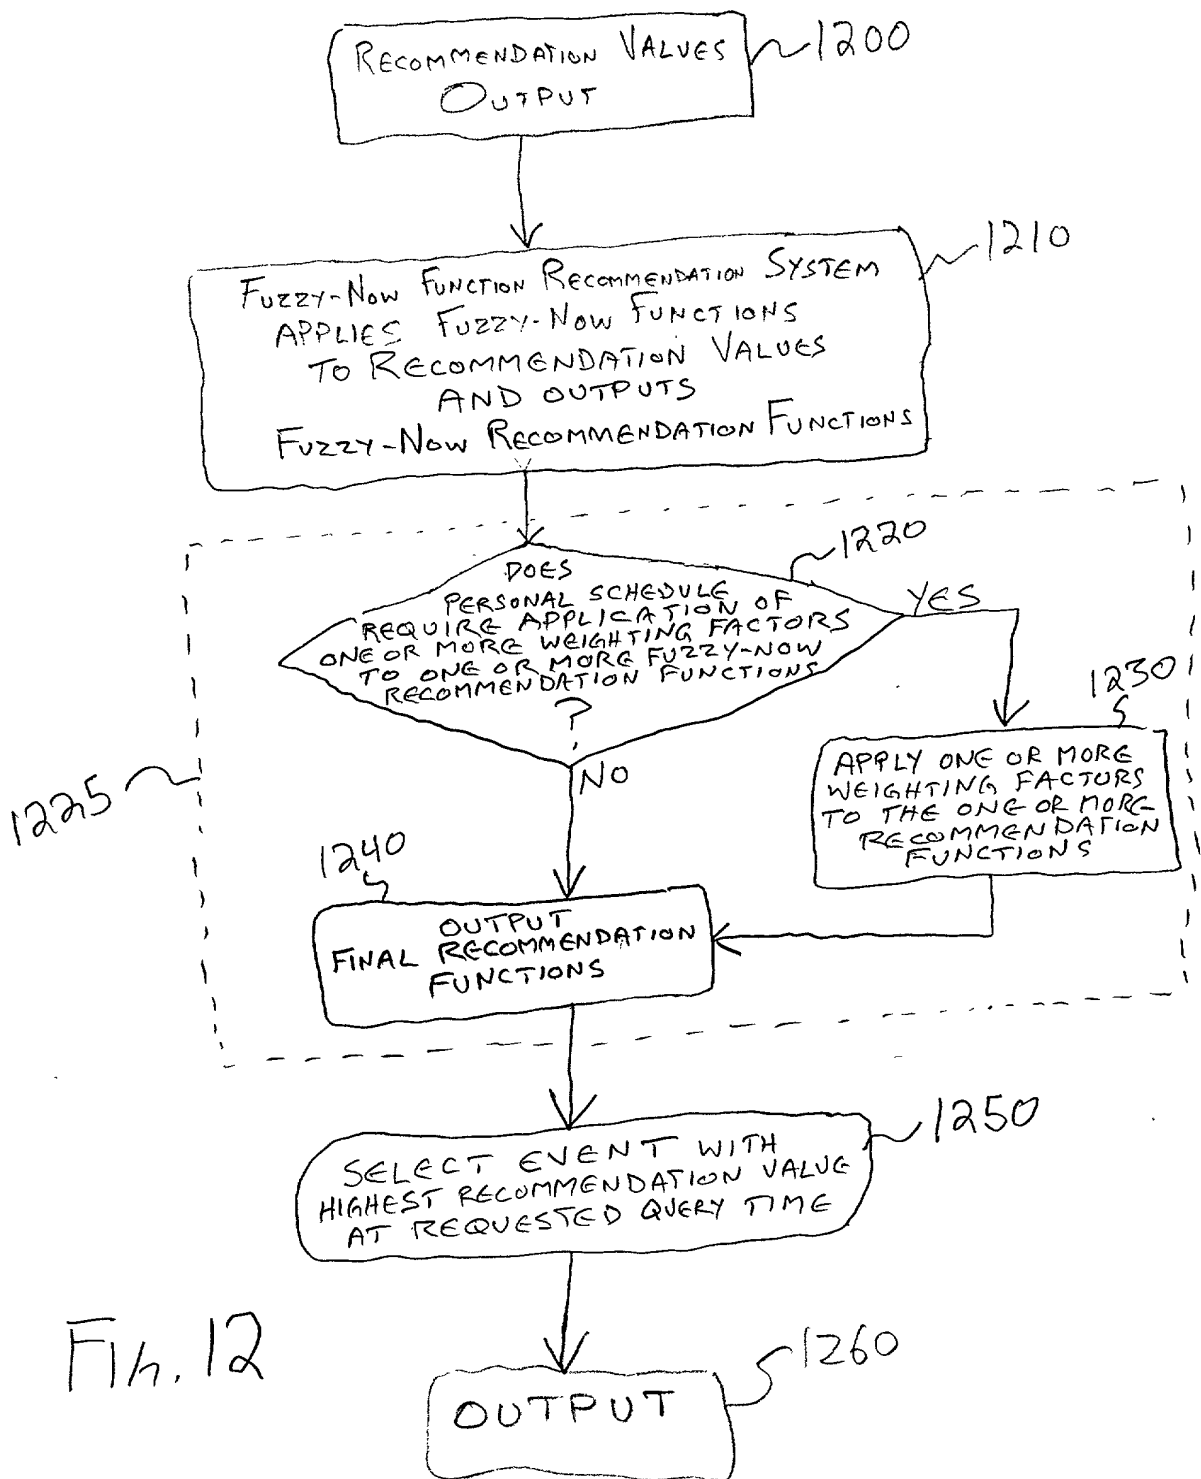 RECOMMENDATION VALUES
OUTPUT
1200
FUZZY-NOW FUNCTION RECOMMENDATION SYSTEM
APPLIES FUZZY-NOW FUNCTIONS
TO RECOMMENDATION VALUES
AND OUTPUTS
FUZZY-NOW RECOMMENDATION FUNCTIONS
1210
DOES
PERSONAL SCHEDULE
REQUIRE APPLICATION OF
ONE OR MORE WEIGHTING FACTORS
TO ONE OR MORE FUZZY-NOW
RECOMMENDATION FUNCTIONS
?
1220
YES
NO
1230
APPLY ONE OR MORE
WEIGHTING FACTORS
TO THE ONE OR MORE
RECOMMENDATION
FUNCTIONS
1225
1240
OUTPUT
FINAL RECOMMENDATION
FUNCTIONS
SELECT EVENT WITH
HIGHEST RECOMMENDATION VALUE
AT REQUESTED QUERY TIME
1250
OUTPUT
1260
FIG. 12